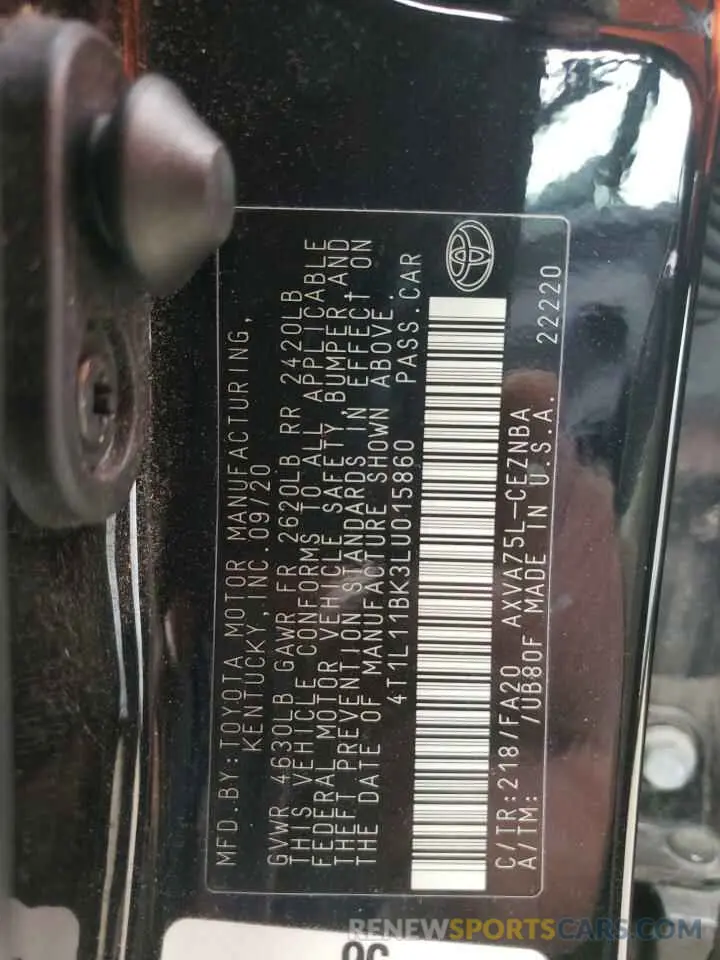 MFD.BY:TOYOTA MOTOR MANUFACTURING,
KENTUCKY,INC.09/20
GVWR 4630LB GAWR FR 2620LB RR 2420LB
THIS VEHICLE CONFORMS TO ALL APPLICABLE
FEDERAL MOTOR VEHICLE SAFETY, BUMPER, AND
THEFT PREVENTION STANDARDS IN EFFECT ON
THE DATE OF MANUFACTURE SHOWN ABOVE.
4T1L11BK3LU015860 PASS.CAR
C/TR:218/FA20 AXVA75L-CEZNBA
A/TM: /UB80F MADE IN U.S.A. 22220
RENEWSPORTSCARS.COM